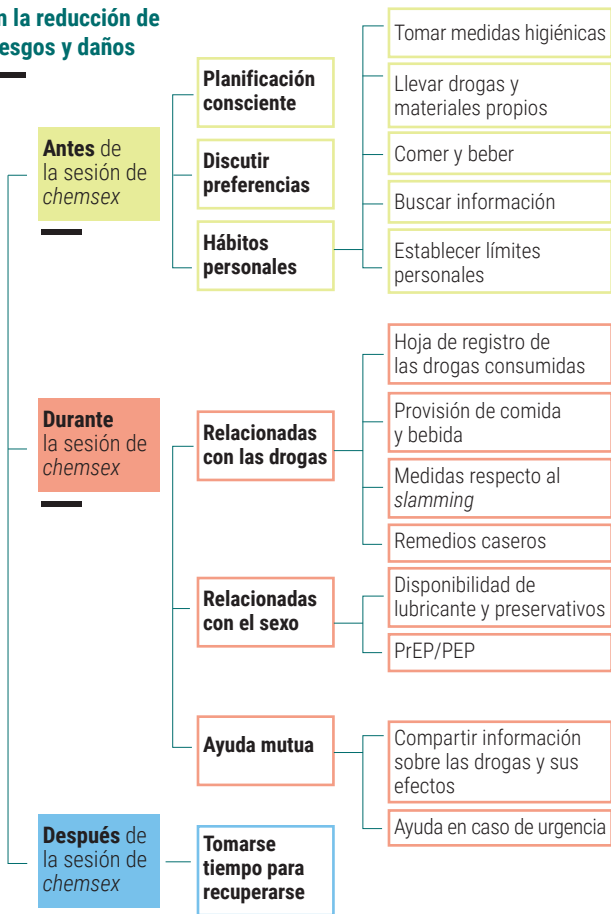 n la reducción de
esgos y daños
Antes de
la sesión de
chemsex
Planificación
consciente
Discutir
preferencias
Hábitos
personales
Tomar medidas higiénicas
Llevar drogas y
materiales propios
Comer y beber
Buscar información
Establecer límites
personales
Durante
la sesión de
chemsex
Relacionadas
con las drogas
Hoja de registro de
las drogas consumidas
Provisión de comida
y bebida
Medidas respecto al
slamming
Remedios caseros
Relacionadas
con el sexo
Disponibilidad de
lubricante y preservativos
PrEP/PEP
Ayuda mutua
Compartir información
sobre las drogas y sus
efectos
Ayuda en caso de urgencia
Después de
la sesión de
chemsex
Tomarse
tiempo para
recuperarse